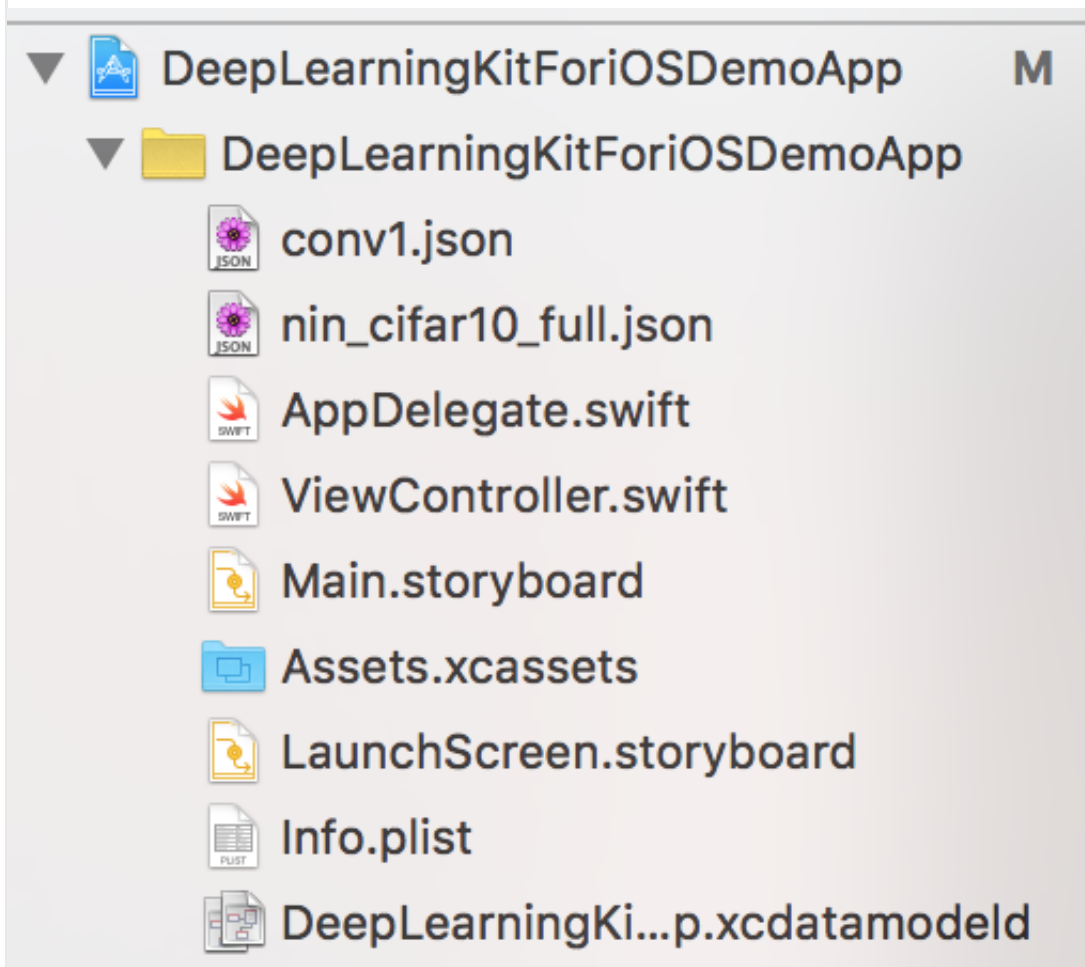 DeepLearningKitForiOSDemoApp M
DeepLearningKitForiOSDemoApp
JSON conv1.json
JSON nin_cifar10_full.json
SWIFT AppDelegate.swift
SWIFT ViewController.swift
Main.storyboard
Assets.xcassets
LaunchScreen.storyboard
PLIST Info.plist
DeepLearningKi...p.xcdatamodeld